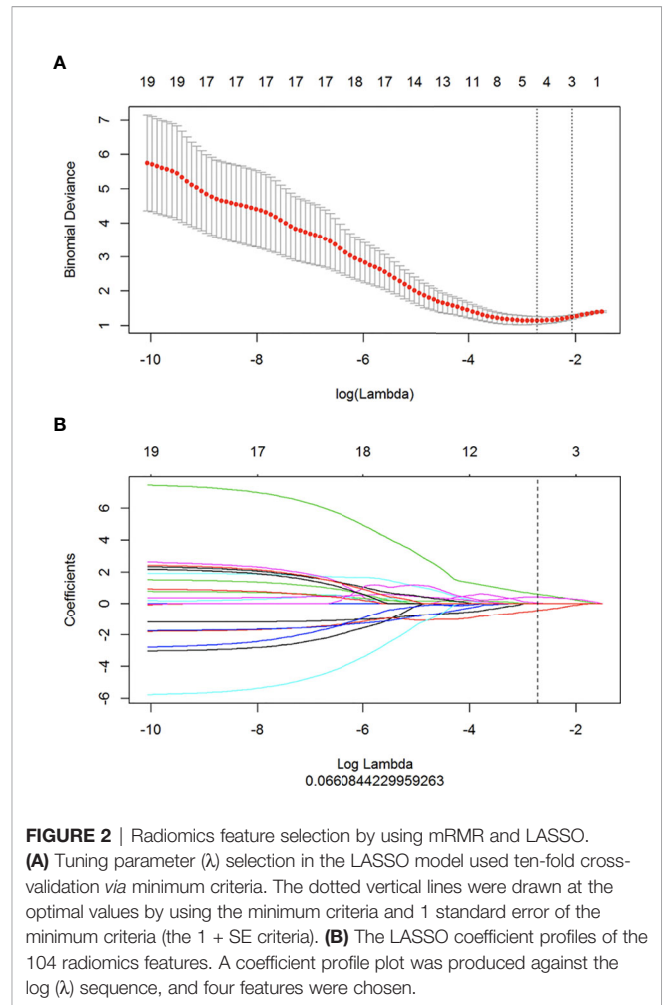 A
19 19 17 17 17 17 17 18 17 14 13 11 8 5 4 3 1
7
6
5
4
3
2
1
Binomial Deviance
-10 -8 -6 -4 -2
log(Lambda)
B
19 17 18 12 3
6
4
2
0
-2
-4
-6
Coefficients
-10 -8 -6 -4 -2
Log Lambda
0.0660844229959263
FIGURE 2 | Radiomics feature selection by using mRMR and LASSO.
(A) Tuning parameter (λ) selection in the LASSO model used ten-fold cross-
validation via minimum criteria. The dotted vertical lines were drawn at the
optimal values by using the minimum criteria and 1 standard error of the
minimum criteria (the 1 + SE criteria). (B) The LASSO coefficient profiles of the
104 radiomics features. A coefficient profile plot was produced against the
log (λ) sequence, and four features were chosen.